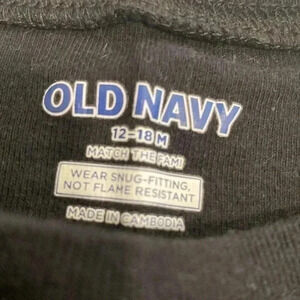 OLD NAVY
12-18 M
MATCH THE FAM!
WEAR SNUG-FITTING,
NOT FLAME RESISTANT
MADE IN CAMBODIA